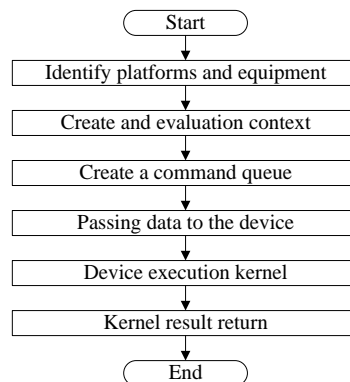 Start
Identify platforms and equipment
Create and evaluation context
Create a command queue
Passing data to the device
Device execution kernel
Kernel result return
End